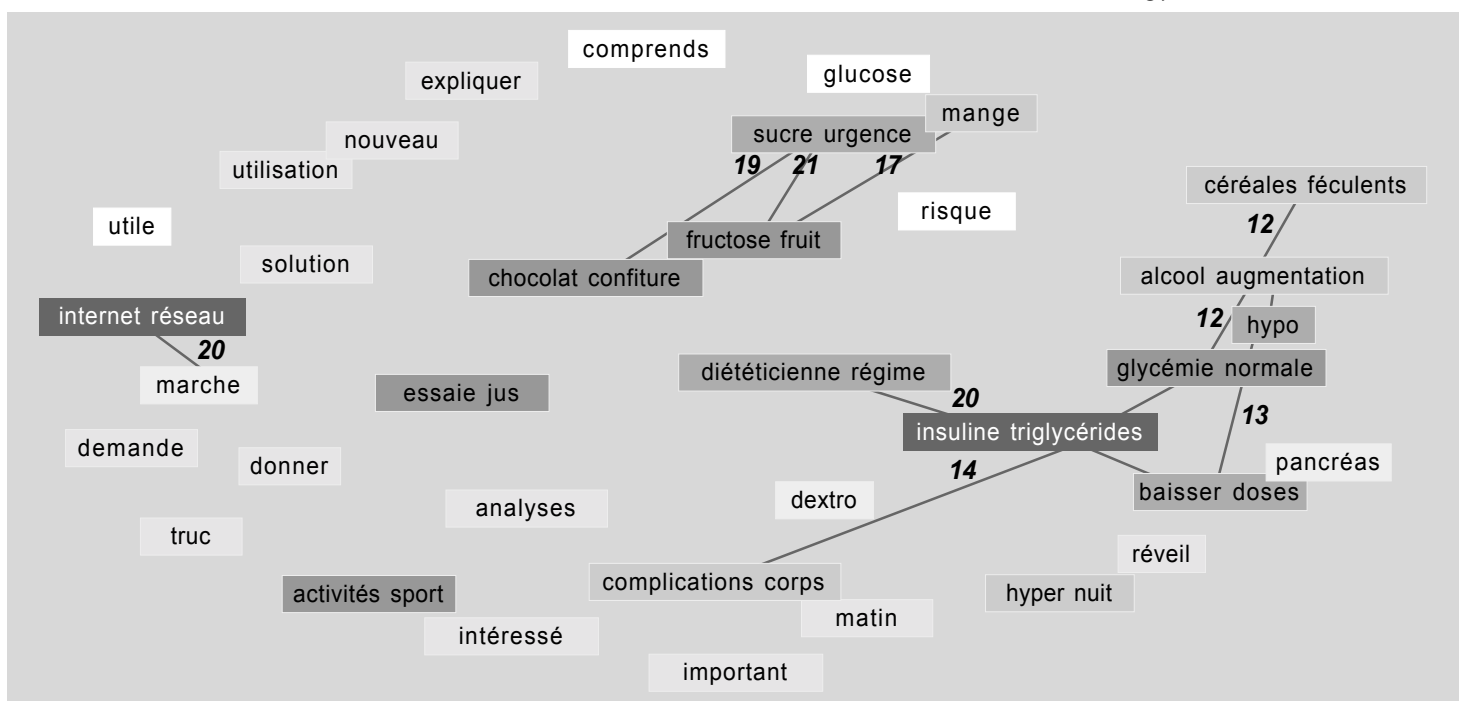 comprends
glucose
expliquer
mange
sucre urgence
nouveau
19 21 17
utilisation
céréales féculents
risque
utile
12
fructose fruit
solution
chocolat confiture
alcool augmentation
internet réseau
12
hypo
20
marche
diététicienne régime
glycémie normale
essaie jus
20
13
insuline triglycérides
demande
donner
14
pancréas
baisser doses
dextro
analyses
truc
réveil
complications corps
activités sport
hyper nuit
matin
intéressé
important